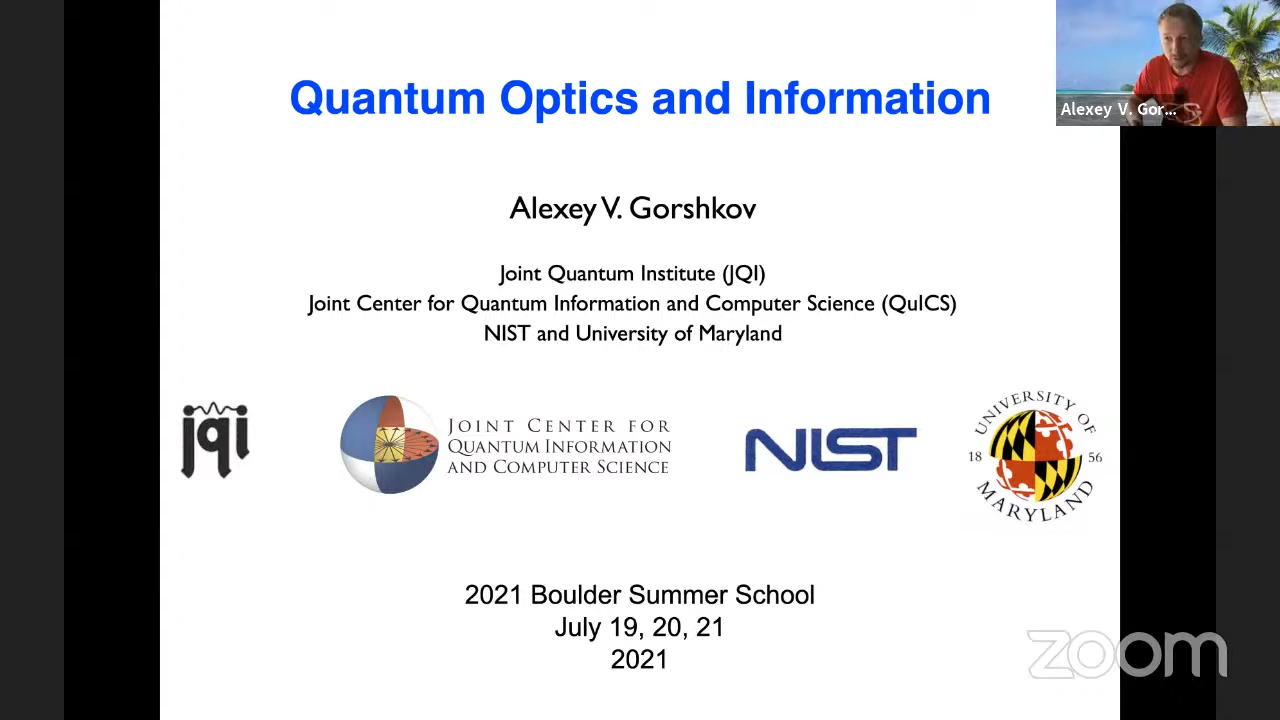 Quantum Optics and Information
Alexey V. Gor...
Alexey V. Gorshkov
Joint Quantum Institute (JQI)
Joint Center for Quantum Information and Computer Science (QuICS)
NIST and University of Maryland
jqi
JOINT CENTER FOR
QUANTUM INFORMATION
AND COMPUTER SCIENCE
NIST
UNIVERSITY OF
18 56
MARYLAND
2021 Boulder Summer School
July 19, 20, 21
2021
zoom